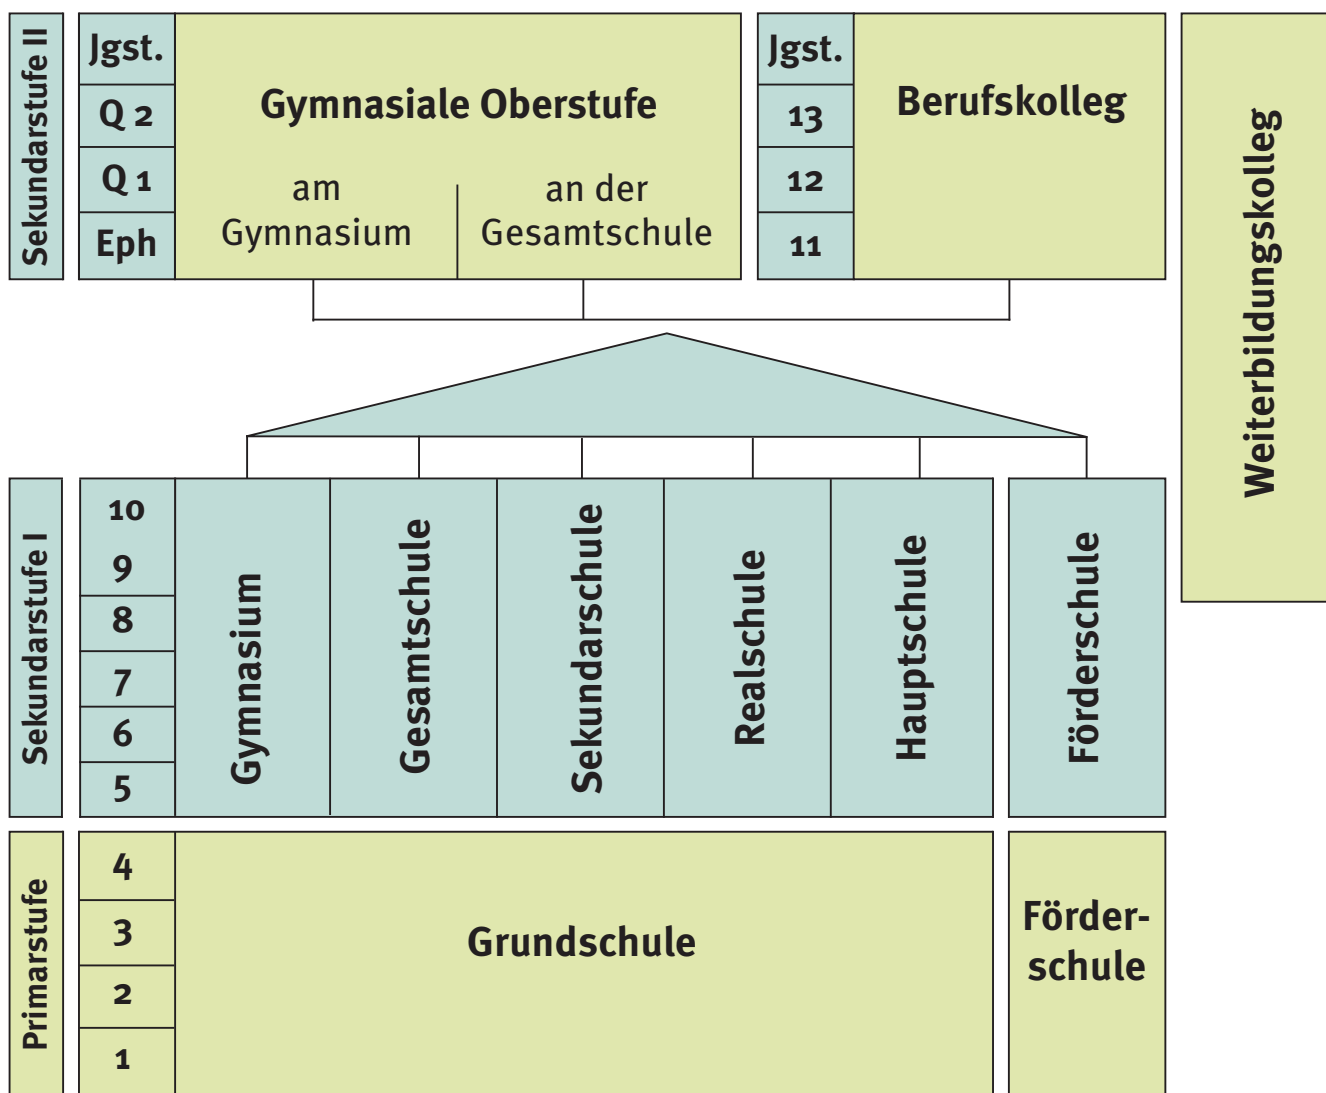 Sekundarstufe II
Jgst.
Q 2
Q 1
Eph
Gymnasiale Oberstufe
am
Gymnasium
an der
Gesamtschule
Jgst.
13
12
11
Berufskolleg
Weiterbildungskolleg
Sekundarstufe I
10
9
8
7
6
5
Gymnasium
Gesamtschule
Sekundarschule
Realschule
Hauptschule
Förderschule
Primarstufe
4
3
2
1
Grundschule
Förder-
schule